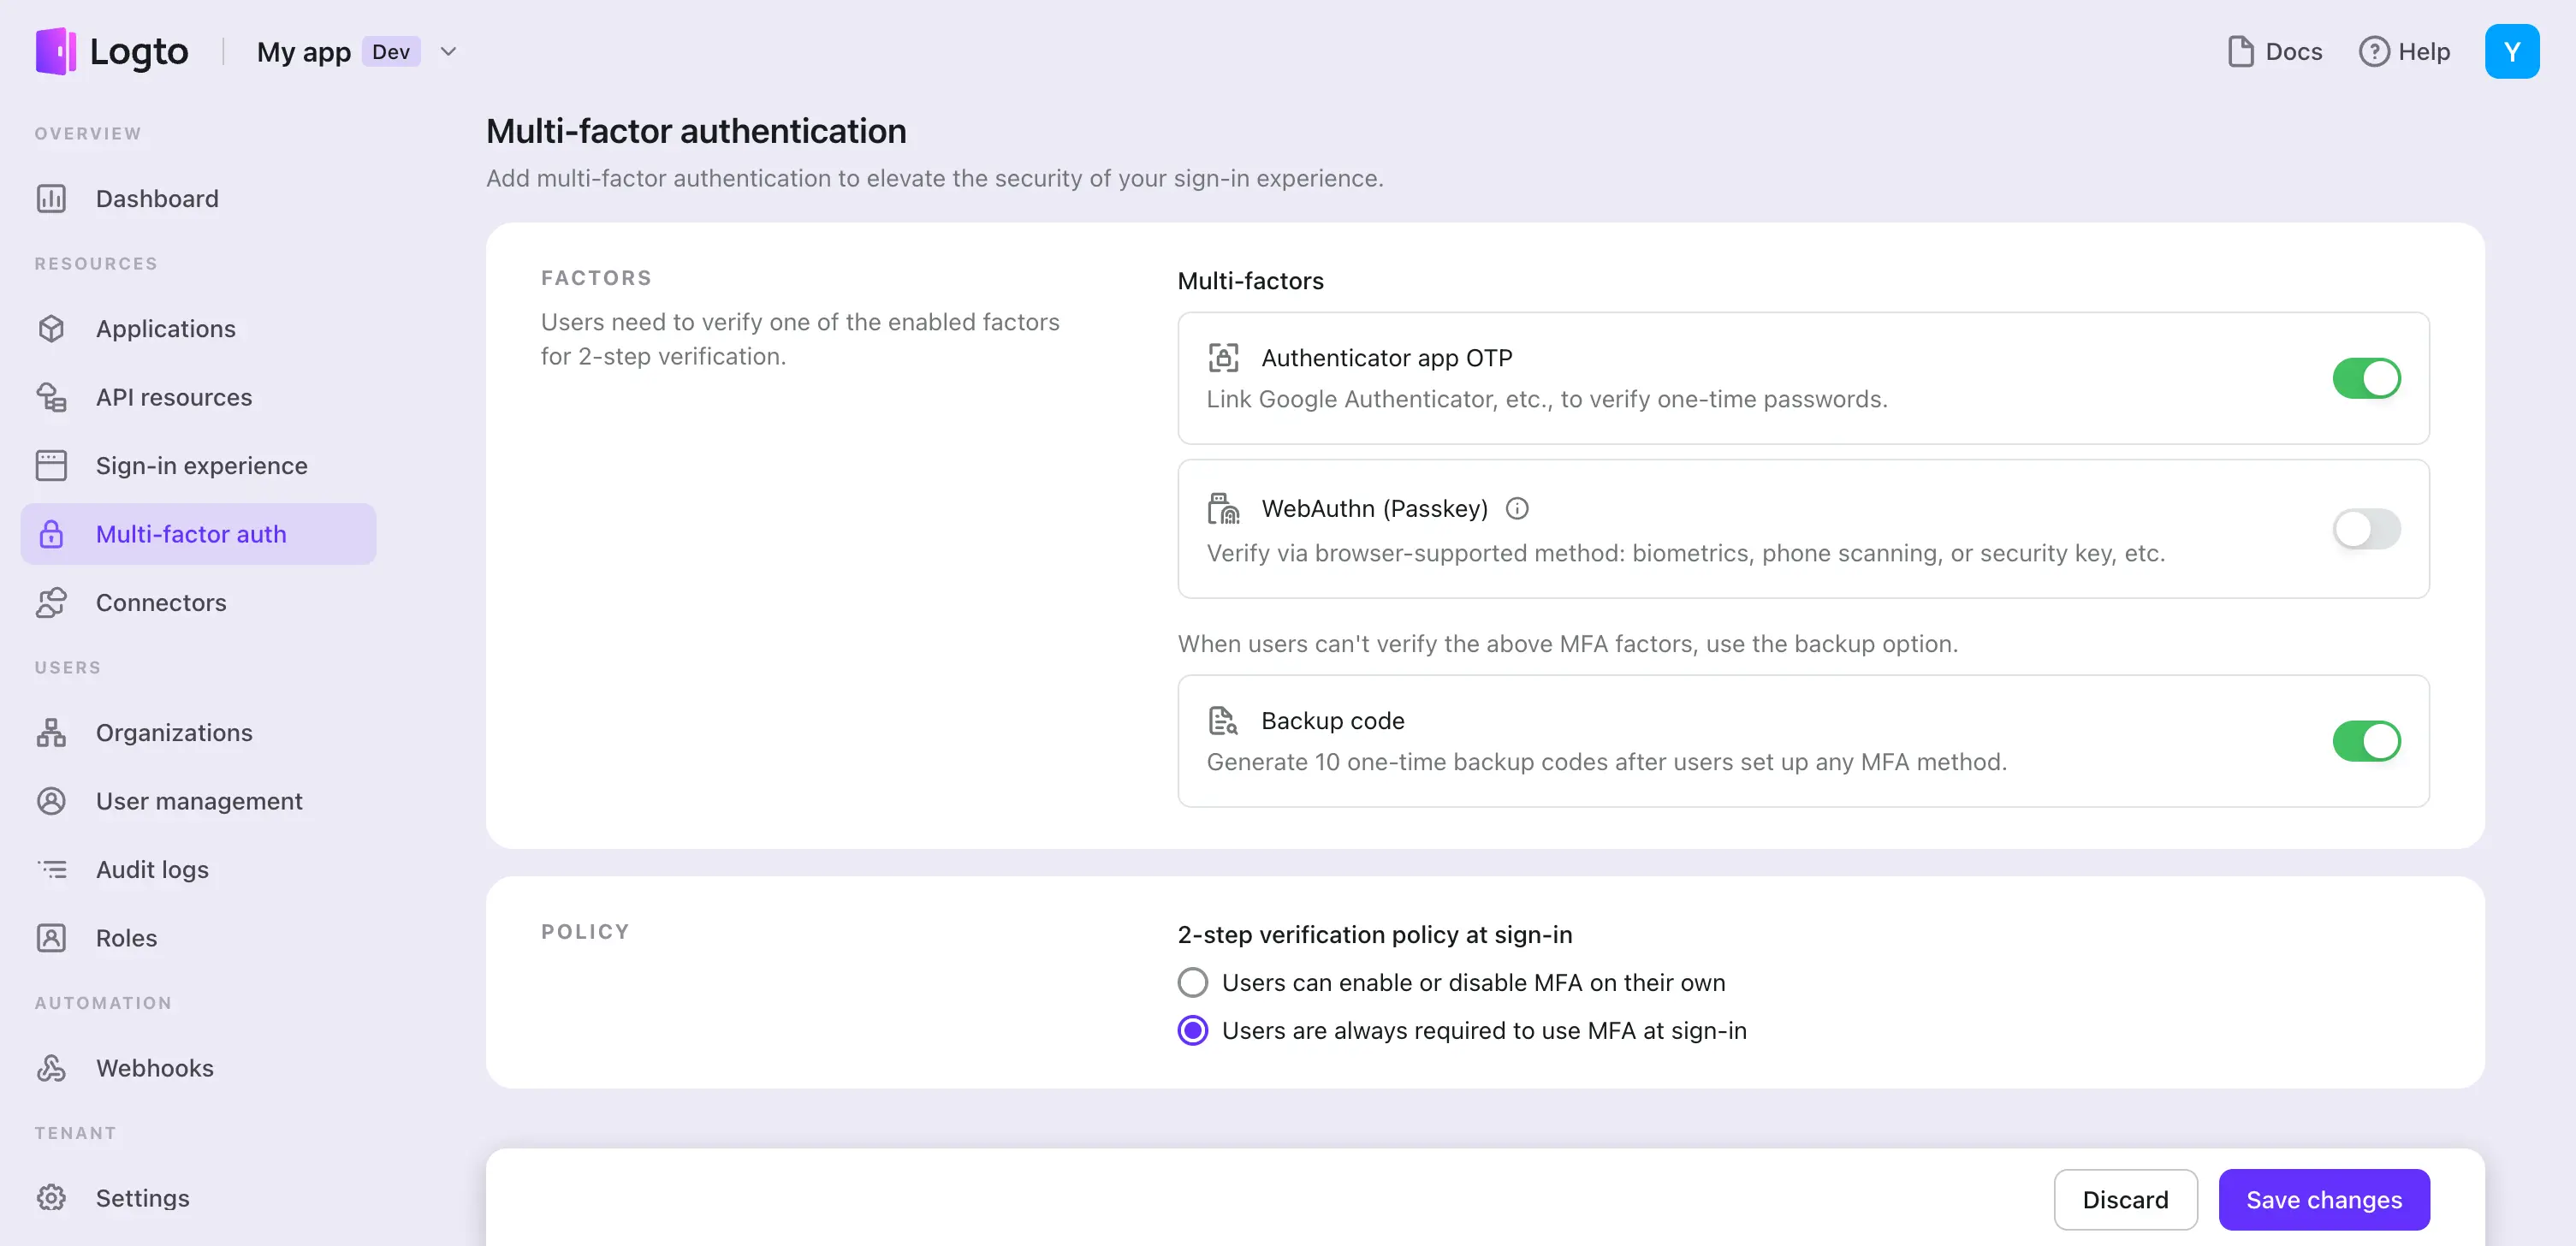 Logto
My app Dev
Docs
Help
Y
OVERVIEW
Dashboard
RESOURCES
Applications
API resources
Sign-in experience
Multi-factor auth
Connectors
USERS
Organizations
User management
Audit logs
Roles
AUTOMATION
Webhooks
TENANT
Settings
Multi-factor authentication
Add multi-factor authentication to elevate the security of your sign-in experience.
FACTORS
Users need to verify one of the enabled factors
for 2-step verification.
Multi-factors
Authenticator app OTP
Link Google Authenticator, etc., to verify one-time passwords.
WebAuthn (Passkey)
Verify via browser-supported method: biometrics, phone scanning, or security key, etc.
When users can't verify the above MFA factors, use the backup option.
Backup code
Generate 10 one-time backup codes after users set up any MFA method.
POLICY
2-step verification policy at sign-in
Users can enable or disable MFA on their own
Users are always required to use MFA at sign-in
Discard
Save changes